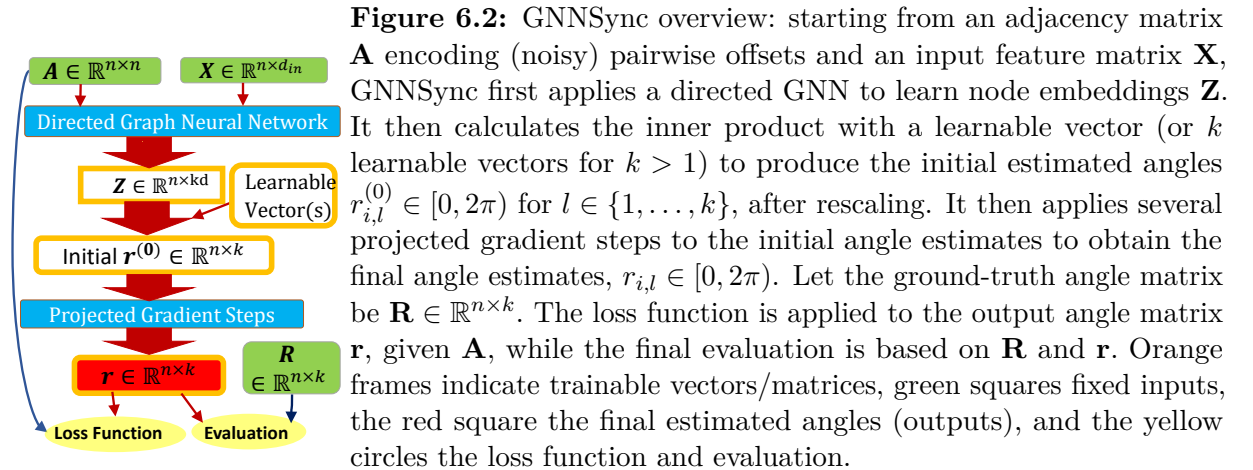 A ∈ ℝ^{n×n}
X ∈ ℝ^{n×d_{in}}
Directed Graph Neural Network
Z ∈ ℝ^{n×kd}
Learnable
Vector(s)
Initial r^{(0)} ∈ ℝ^{n×k}
Projected Gradient Steps
r ∈ ℝ^{n×k}
R
∈ ℝ^{n×k}
Loss Function
Evaluation
Figure 6.2: GNNSync overview: starting from an adjacency matrix
A encoding (noisy) pairwise offsets and an input feature matrix X,
GNNSync first applies a directed GNN to learn node embeddings Z.
It then calculates the inner product with a learnable vector (or k
learnable vectors for k > 1) to produce the initial estimated angles
r_{i,l}^{(0)} ∈ [0, 2π) for l ∈ {1, . . . , k}, after rescaling. It then applies several
projected gradient steps to the initial angle estimates to obtain the
final angle estimates, r_{i,l} ∈ [0, 2π). Let the ground-truth angle matrix
be R ∈ ℝ^{n×k}. The loss function is applied to the output angle matrix
r, given A, while the final evaluation is based on R and r. Orange
frames indicate trainable vectors/matrices, green squares fixed inputs,
the red square the final estimated angles (outputs), and the yellow
circles the loss function and evaluation.